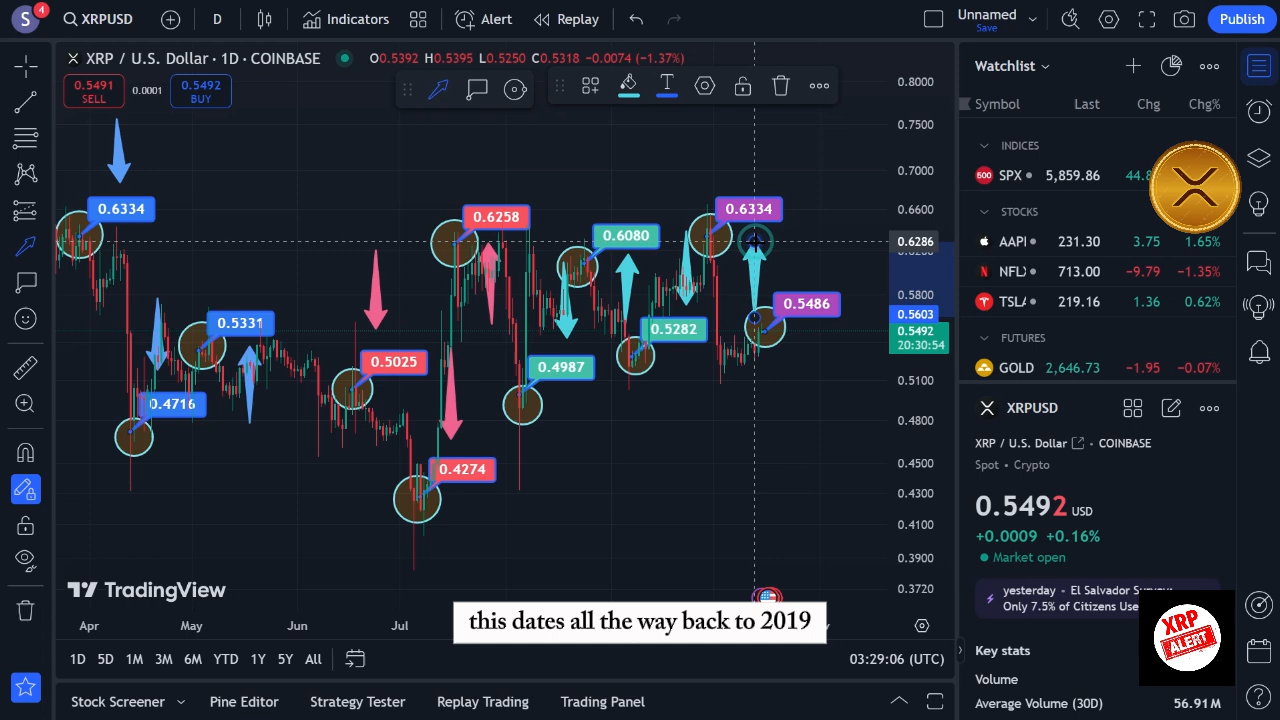 S
4
XRPUSD
D
Indicators
Alert
Replay
Unnamed
Save
Publish
XRP / U.S. Dollar · 1D · COINBASE
O0.5392 H0.5395 L0.5250 C0.5318 -0.0074 (-1.37%)
0.5491
SELL
0.0001
0.5492
BUY
T
0.8000
0.7500
0.7000
0.6600
0.6286
0.5800
0.5603
0.5492
20:30:54
0.5100
0.4800
0.4500
0.4300
0.4100
0.3900
0.3720
0.6334
0.4716
0.5331
0.5025
0.4274
0.6258
0.4987
0.6080
0.5282
0.6334
0.5486
TradingView
Apr May Jun Jul
this dates all the way back to 2019
1D 5D 1M 3M 6M YTD 1Y 5Y All
03:29:06 (UTC)
Stock Screener
Pine Editor
Strategy Tester
Replay Trading
Trading Panel
Watchlist
Symbol Last Chg Chg%
INDICES
500 SPX 5,859.86 44.8
STOCKS
AAPL 231.30 3.75 1.65%
NFLX 713.00 -9.79 -1.35%
TSLA 219.16 1.36 0.62%
FUTURES
GOLD 2,646.73 -1.95 -0.07%
XRPUSD
XRP / U.S. Dollar · COINBASE
Spot · Crypto
0.5492 USD
+0.0009 +0.16%
Market open
yesterday · El Salvador Survey:
Only 7.5% of Citizens Use
XRP
ALERT
Key stats
Volume
Average Volume (30D) 56.91M